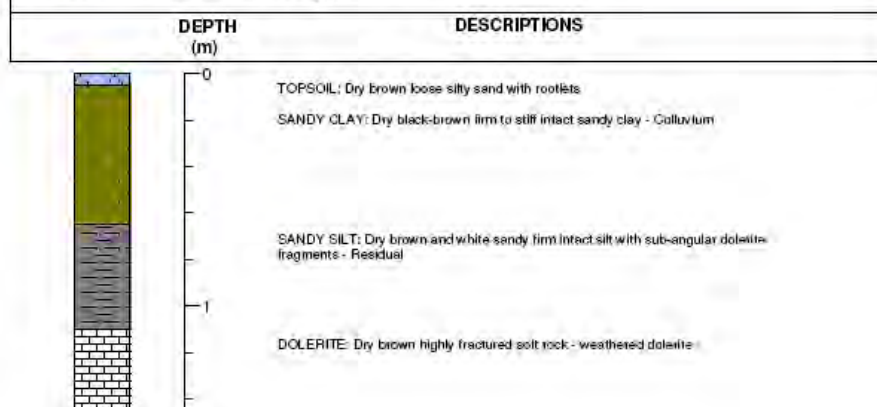 DEPTH
(m)
DESCRIPTIONS
0
TOPSOIL: Dry brown loose silty sand with rootlets
SANDY CLAY: Dry black-brown firm to stiff intact sandy clay - Colluvium
SANDY SILT: Dry brown and white sandy firm intact silt with sub-angular dolerite
fragments - Residual
1
DOLERITE: Dry brown highly fractured soft rock - weathered dolerite